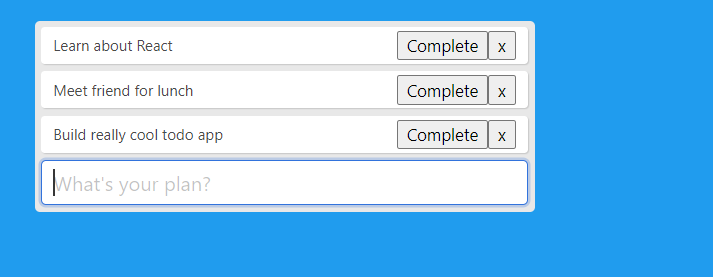 Learn about React Complete x
Meet friend for lunch Complete x
Build really cool todo app Complete x
What's your plan?